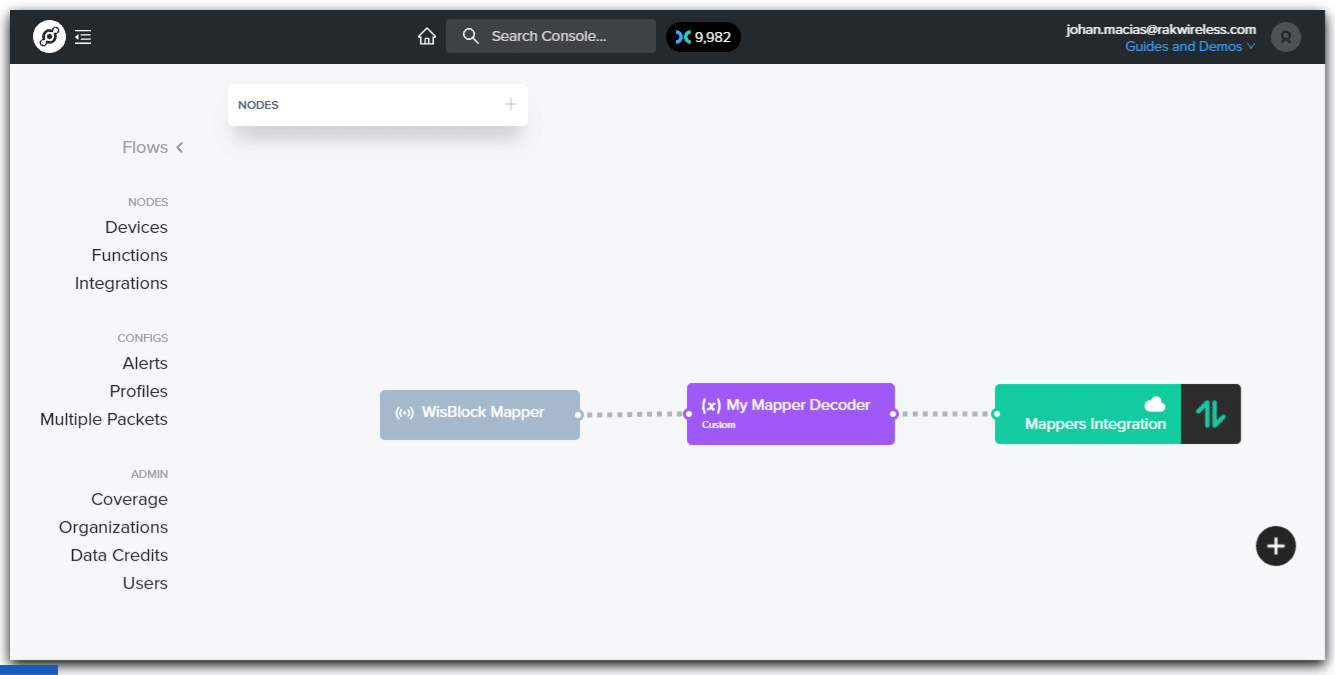 Search Console...
9,982
johan.macias@rakwireless.com
Guides and Demos
NODES
Flows
NODES
Devices
Functions
Integrations
CONFIGS
Alerts
Profiles
Multiple Packets
ADMIN
Coverage
Organizations
Data Credits
Users
WisBlock Mapper
(x) My Mapper Decoder
Custom
Mappers Integration